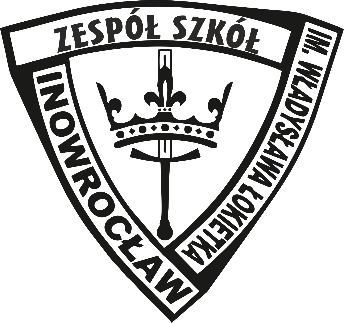 ZESPÓŁ SZKÓŁ
IM. WŁADYSŁAWA ŁOKIETKA
INOWROCŁAW